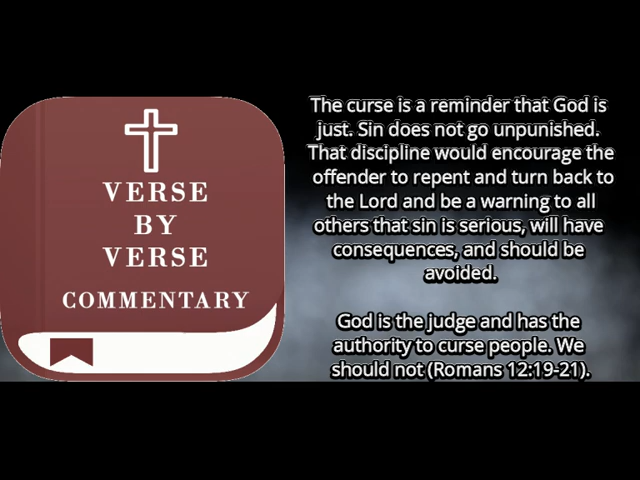 VERSE
BY
VERSE
COMMENTARY
The curse is a reminder that God is
just. Sin does not go unpunished.
That discipline would encourage the
offender to repent and turn back to
the Lord and be a warning to all
others that sin is serious, will have
consequences, and should be
avoided.
God is the judge and has the
authority to curse people. We
should not (Romans 12:19-21).